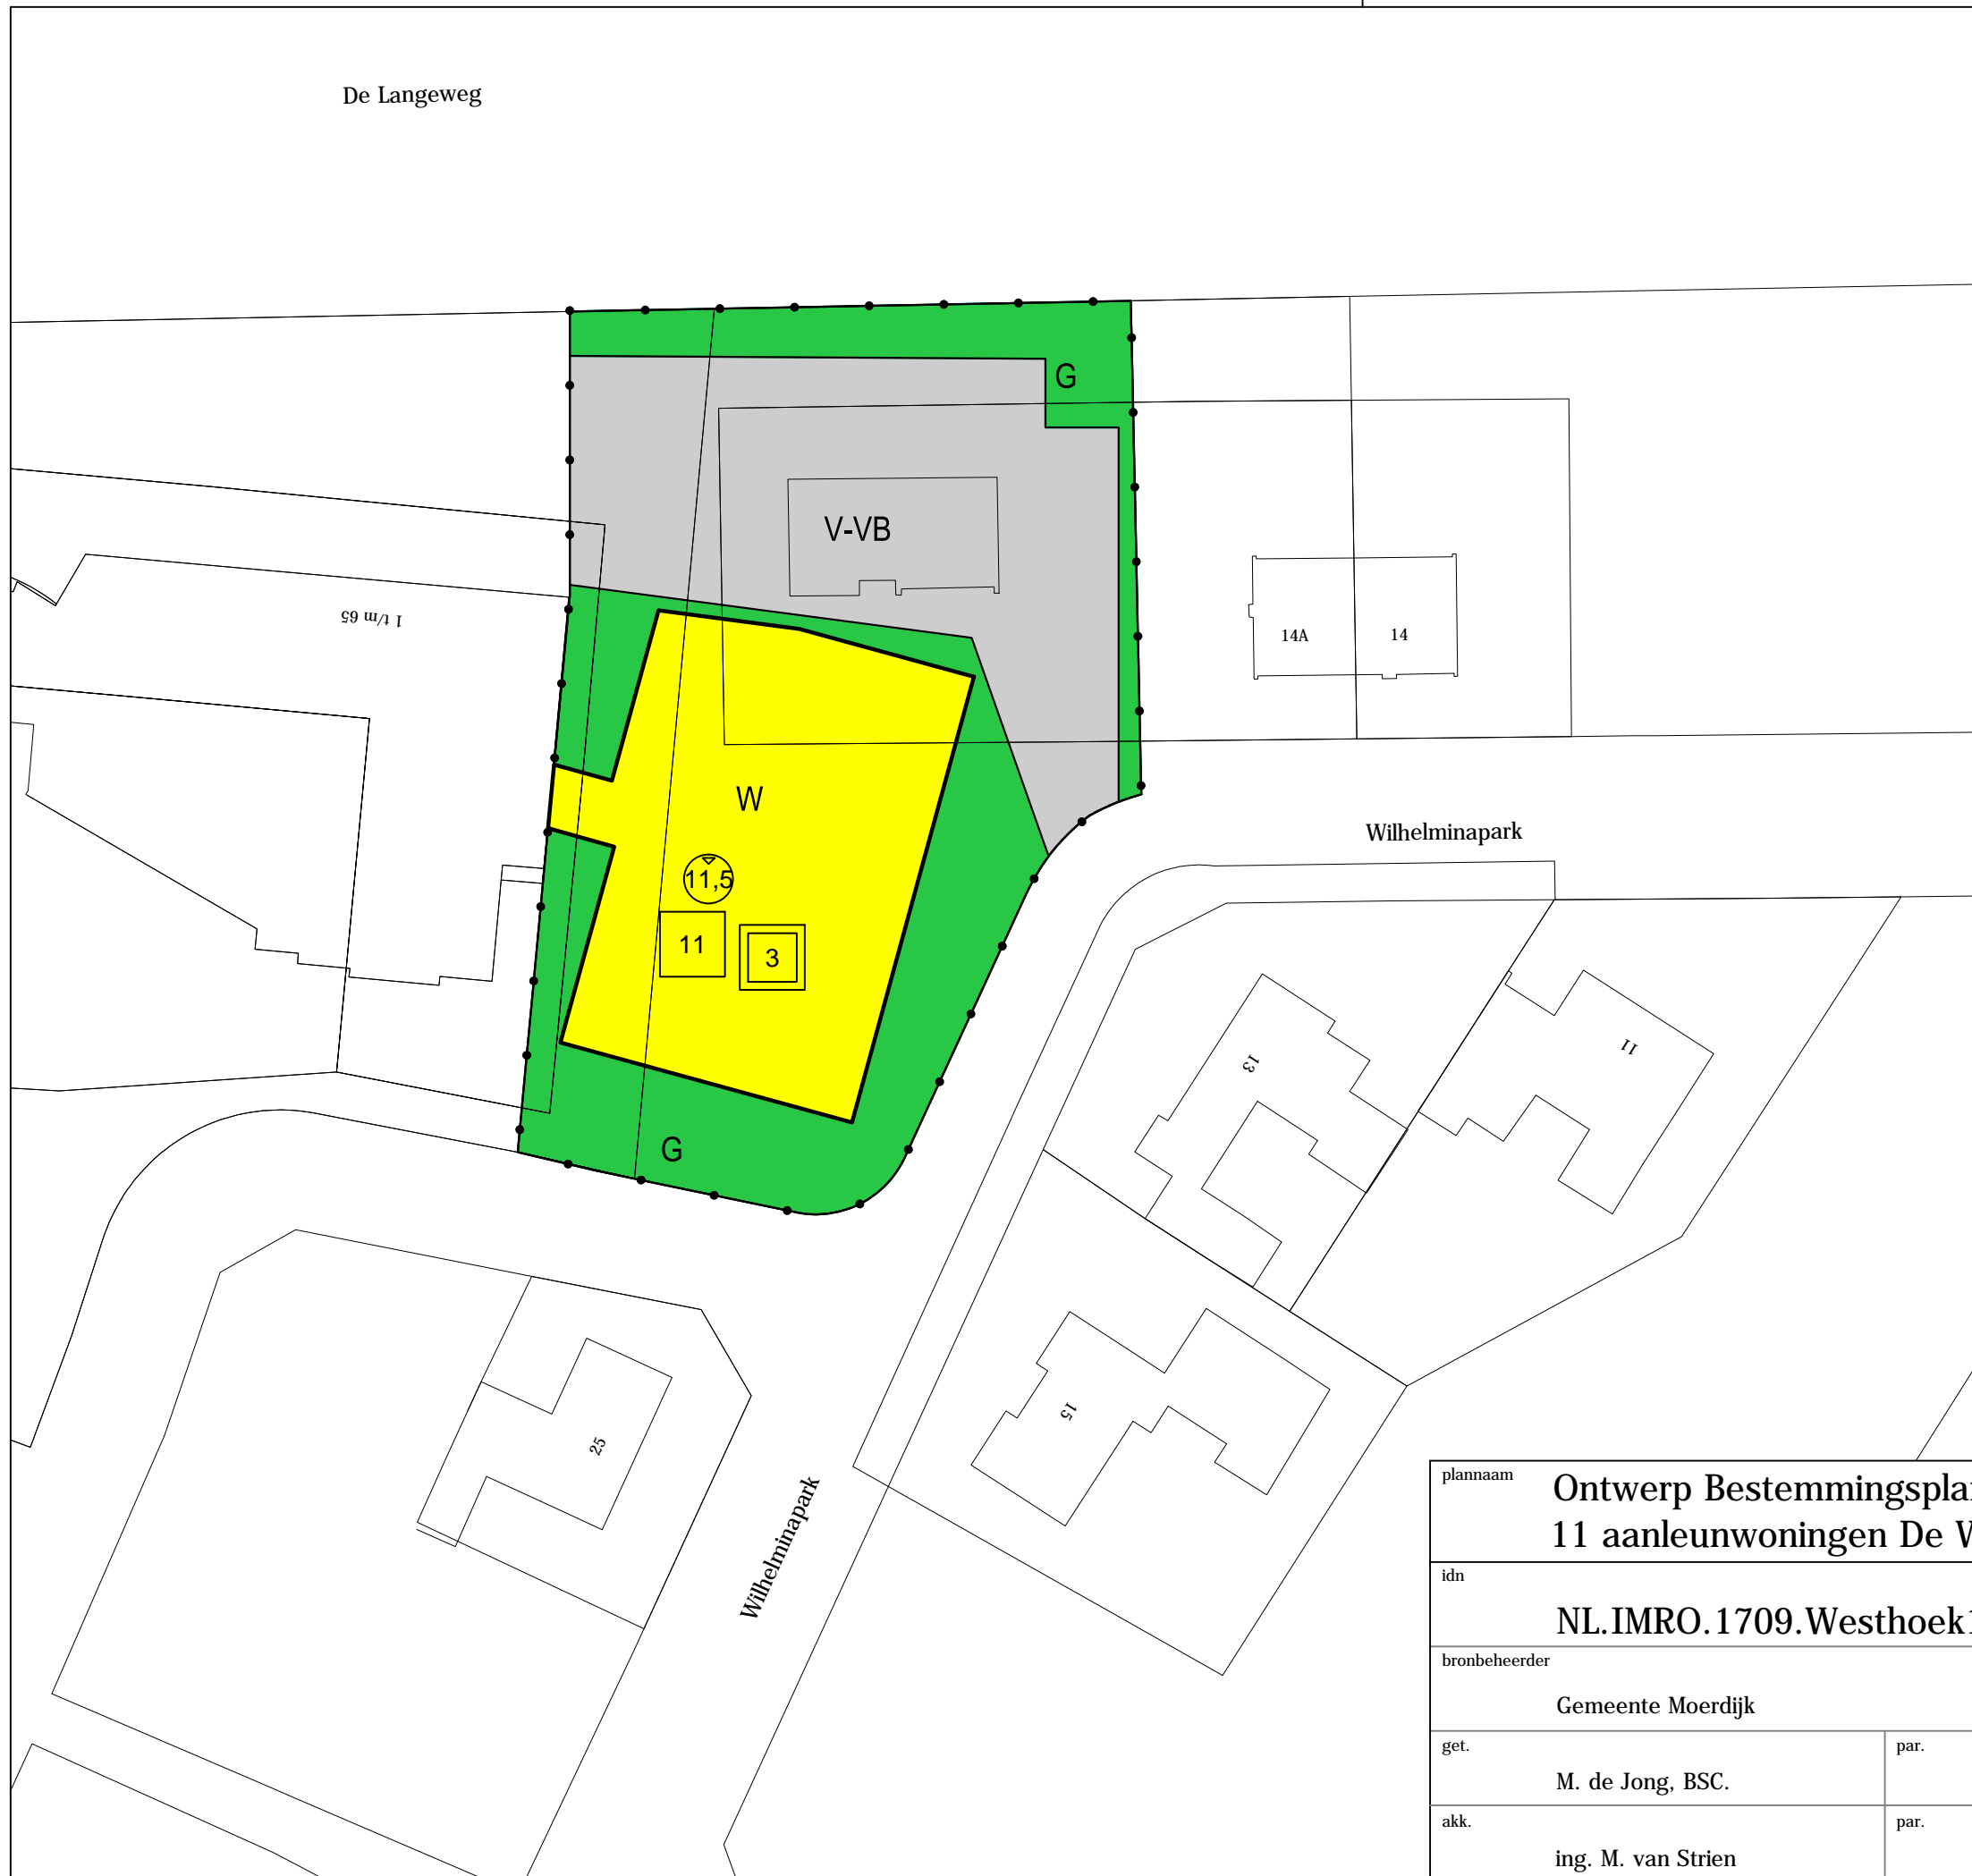 De Langeweg
G
V-VB
1 t/m 65
14A
14
W
Wilhelminapark
11,5
11
3
13
11
G
15
25
Wilhelminapark
plannaam
Ontwerp Bestemmingspla
11 aanleunwoningen De
idn
NL.IMRO.1709.Westhoek
bronbeheerder
Gemeente Moerdijk
get.
par.
M. de Jong, BSC.
akk.
par.
ing. M. van Strien